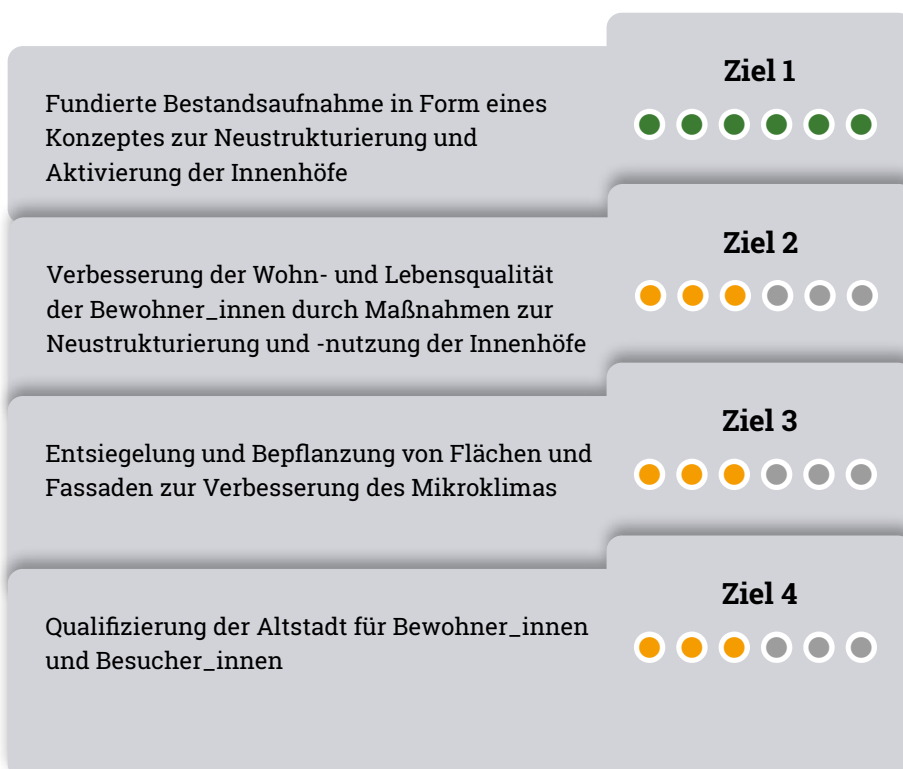 Ziel 1
Fundierte Bestandsaufnahme in Form eines
Konzeptes zur Neustrukturierung und
Aktivierung der Innenhöfe
Ziel 2
Verbesserung der Wohn- und Lebensqualität
der Bewohner_innen durch Maßnahmen zur
Neustrukturierung und -nutzung der Innenhöfe
Ziel 3
Entsiegelung und Bepflanzung von Flächen und
Fassaden zur Verbesserung des Mikroklimas
Ziel 4
Qualifizierung der Altstadt für Bewohner_innen
und Besucher_innen